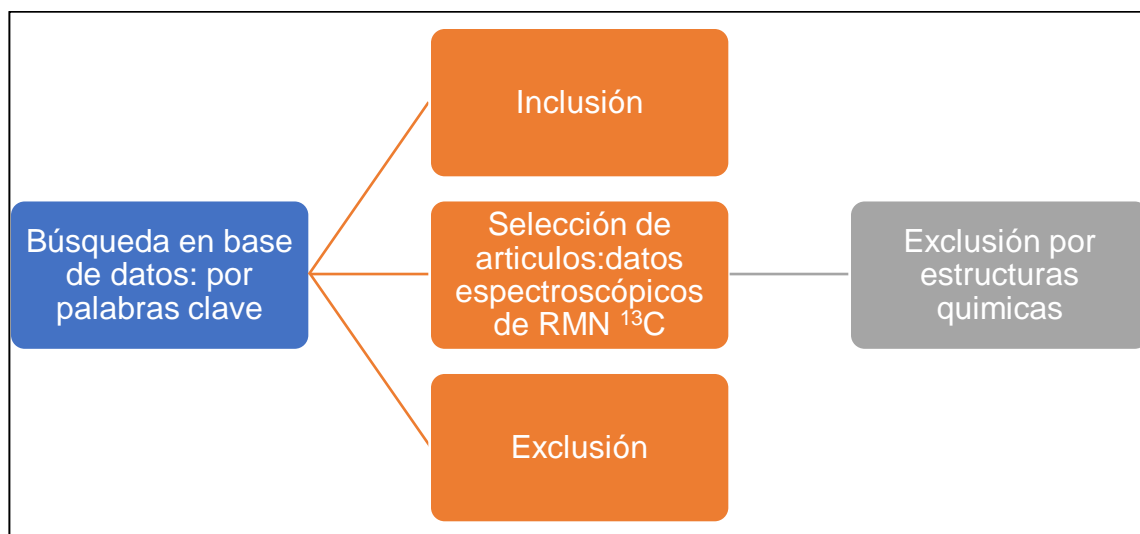 Inclusión
Búsqueda en base
de datos: por
palabras clave
Selección de
articulos:datos
espectroscópicos
de RMN ¹³C
Exclusión por
estructuras
quimicas
Exclusión